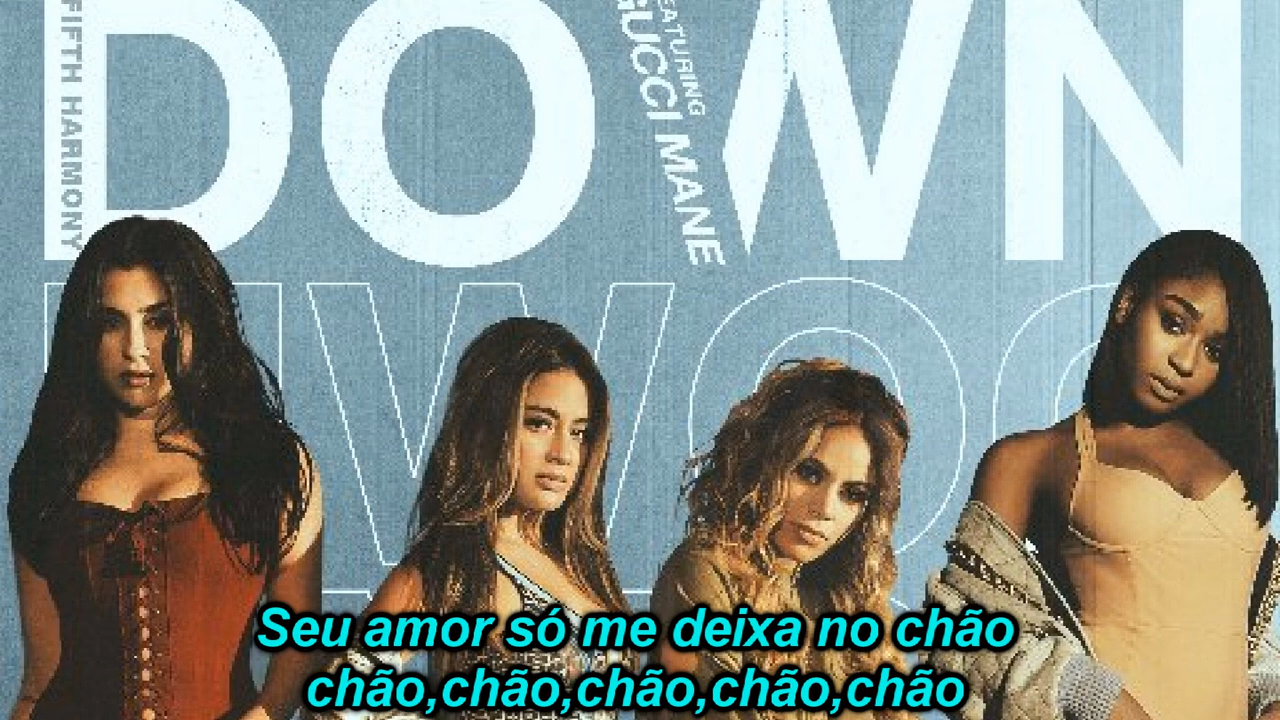 FIFTH HARMONY
DOWN
FEATURING
GUCCI MANE
Seu amor só me deixa no chão
chão,chão,chão,chão,chão